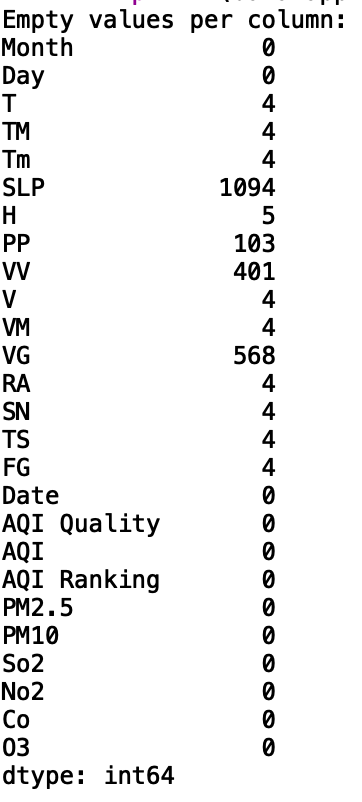 Empty values per column:
Month 0
Day 0
T 4
TM 4
Tm 4
SLP 1094
H 5
PP 103
VV 401
V 4
VM 4
VG 568
RA 4
SN 4
TS 4
FG 4
Date 0
AQI Quality 0
AQI 0
AQI Ranking 0
PM2.5 0
PM10 0
So2 0
No2 0
Co 0
O3 0
dtype: int64